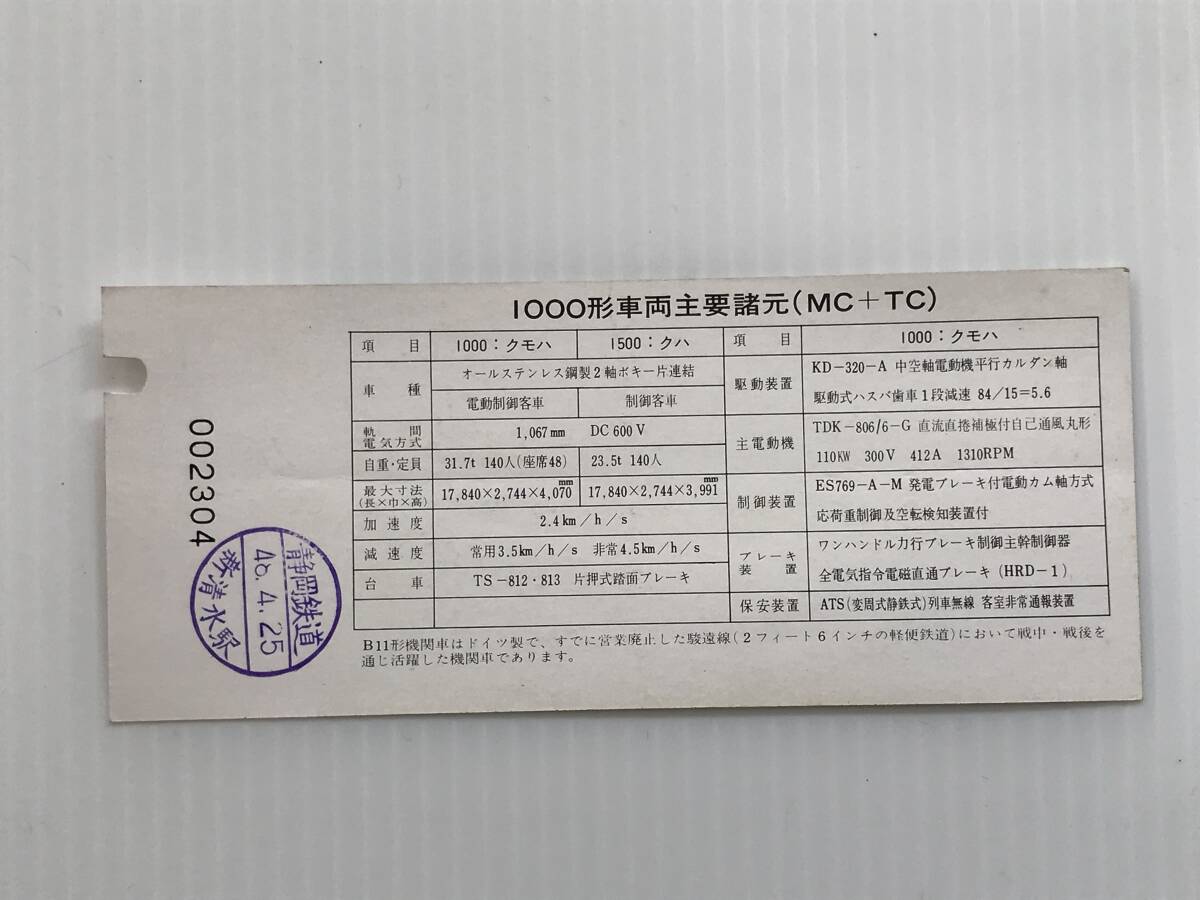 1000形車両主要諸元(MC+TC)
項目 1000:クモハ 1500:クハ
車種 オールステンレス鋼製2軸ボギー片連結
電動制御客車 制御客車
軌間 1,067mm DC600V
電気方式
自重・定員 31.7t 140人(座席48) 23.5t 140人
最大寸法 17,840×2,744×4,070mm 17,840×2,744×3,991mm
(長×巾×高)
加速度 2.4km/h/s
減速度 常用3.5km/h/s 非常4.5km/h/s
台車 TS-812・813 片押式踏面ブレーキ
項目 1000:クモハ
駆動装置 KD-320-A 中空軸電動機平行カルダン軸
駆動式ハスバ歯車1段減速 84/15=5.6
主電動機 TDK-806/6-G 直流直捲補極付自己通風丸形
110KW 300V 412A 1310RPM
制御装置 ES769-A-M 発電ブレーキ付電動カム軸方式
応荷重制御及空転検知装置付
ブレーキ装置 ワンハンドル力行ブレーキ制御主幹制御器
全電気指令電磁直通ブレーキ(HRD-1)
保安装置 ATS(変周式静鉄式)列車無線 客室非常通報装置
B11形機関車はドイツ製で、すでに営業廃止した駿遠線(2フィート6インチの軽便鉄道)において戦中・戦後を
通じ活躍した機関車であります。
002304
静岡鉄道
48.4.25
清水駅